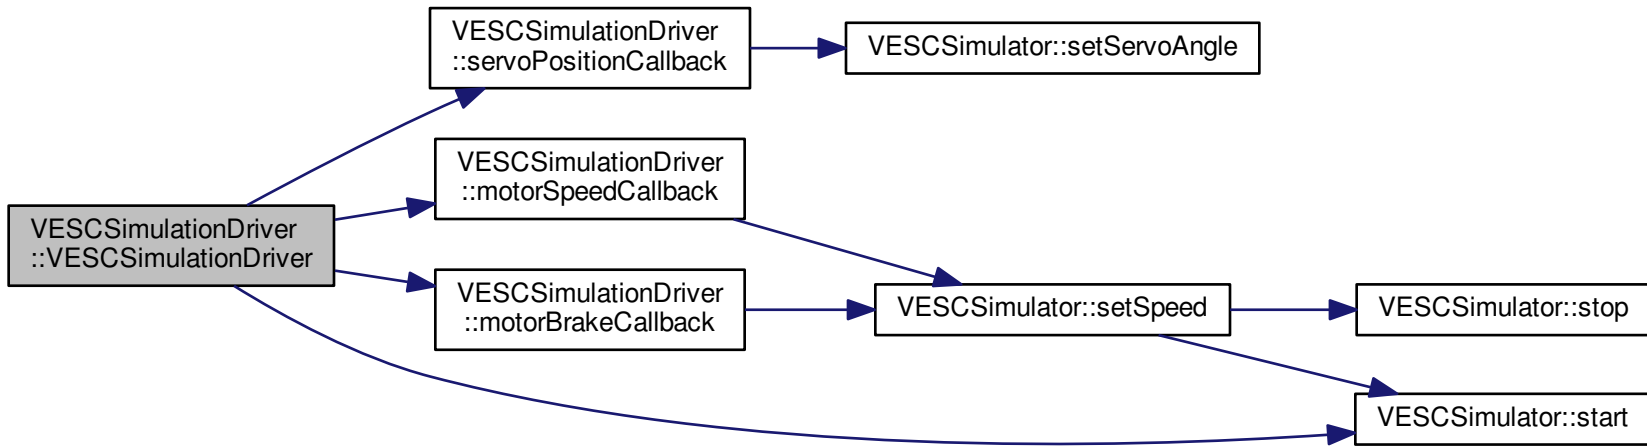 VESCSimulationDriver
::servoPositionCallback
VESCSimulator::setServoAngle
VESCSimulationDriver
::motorSpeedCallback
VESCSimulationDriver
::VESCSimulationDriver
VESCSimulationDriver
::motorBrakeCallback
VESCSimulator::setSpeed
VESCSimulator::stop
VESCSimulator::start